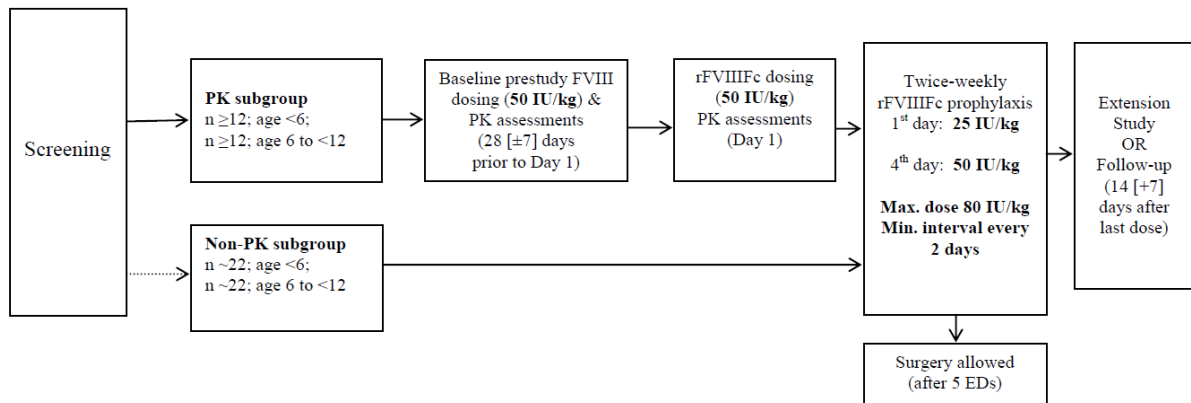 Screening
PK subgroup
n ≥12; age <6;
n ≥12; age 6 to <12
Baseline prestudy FVIII
dosing (50 IU/kg) &
PK assessments
(28 [±7] days
prior to Day 1)
rFVIIIFc dosing
(50 IU/kg)
PK assessments
(Day 1)
Twice-weekly
rFVIIIFc prophylaxis
1st day: 25 IU/kg
4th day: 50 IU/kg
Max. dose 80 IU/kg
Min. interval every
2 days
Extension
Study
OR
Follow-up
(14 [+7]
days after
last dose)
Non-PK subgroup
n ~22; age <6;
n ~22; age 6 to <12
Surgery allowed
(after 5 EDs)